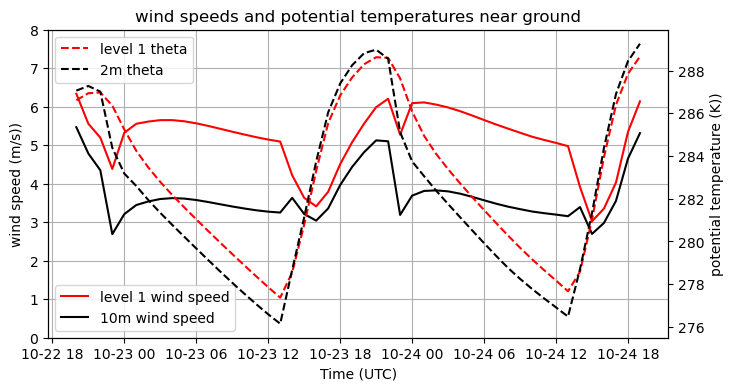 wind speeds and potential temperatures near ground
level 1 theta
2m theta
level 1 wind speed
10m wind speed
wind speed (m/s))
8
7
6
5
4
3
2
1
0
potential temperature (K))
288
286
284
282
280
278
276
10-22 18 10-23 00 10-23 06 10-23 12 10-23 18 10-24 00 10-24 06 10-24 12 10-24 18
Time (UTC)